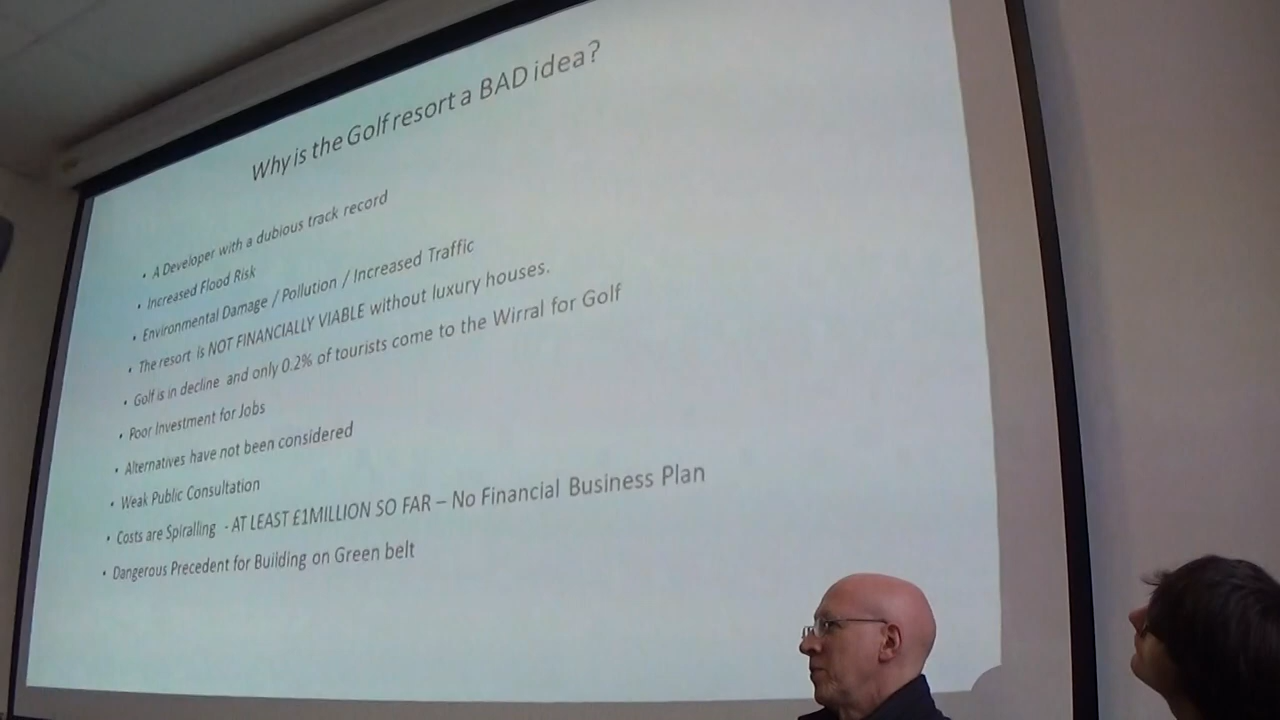 Why is the Golf resort a BAD idea?
• A Developer with a dubious track record
• Increased Flood Risk
• Environmental Damage / Pollution / Increased Traffic
• The resort is NOT FINANCIALLY VIABLE without luxury houses.
• Golf is in decline and only 0.2% of tourists come to the Wirral for Golf
• Poor Investment for Jobs
• Alternatives have not been considered
• Weak Public Consultation
• Costs are Spiralling - AT LEAST £1MILLION SO FAR – No Financial Business Plan
• Dangerous Precedent for Building on Green belt